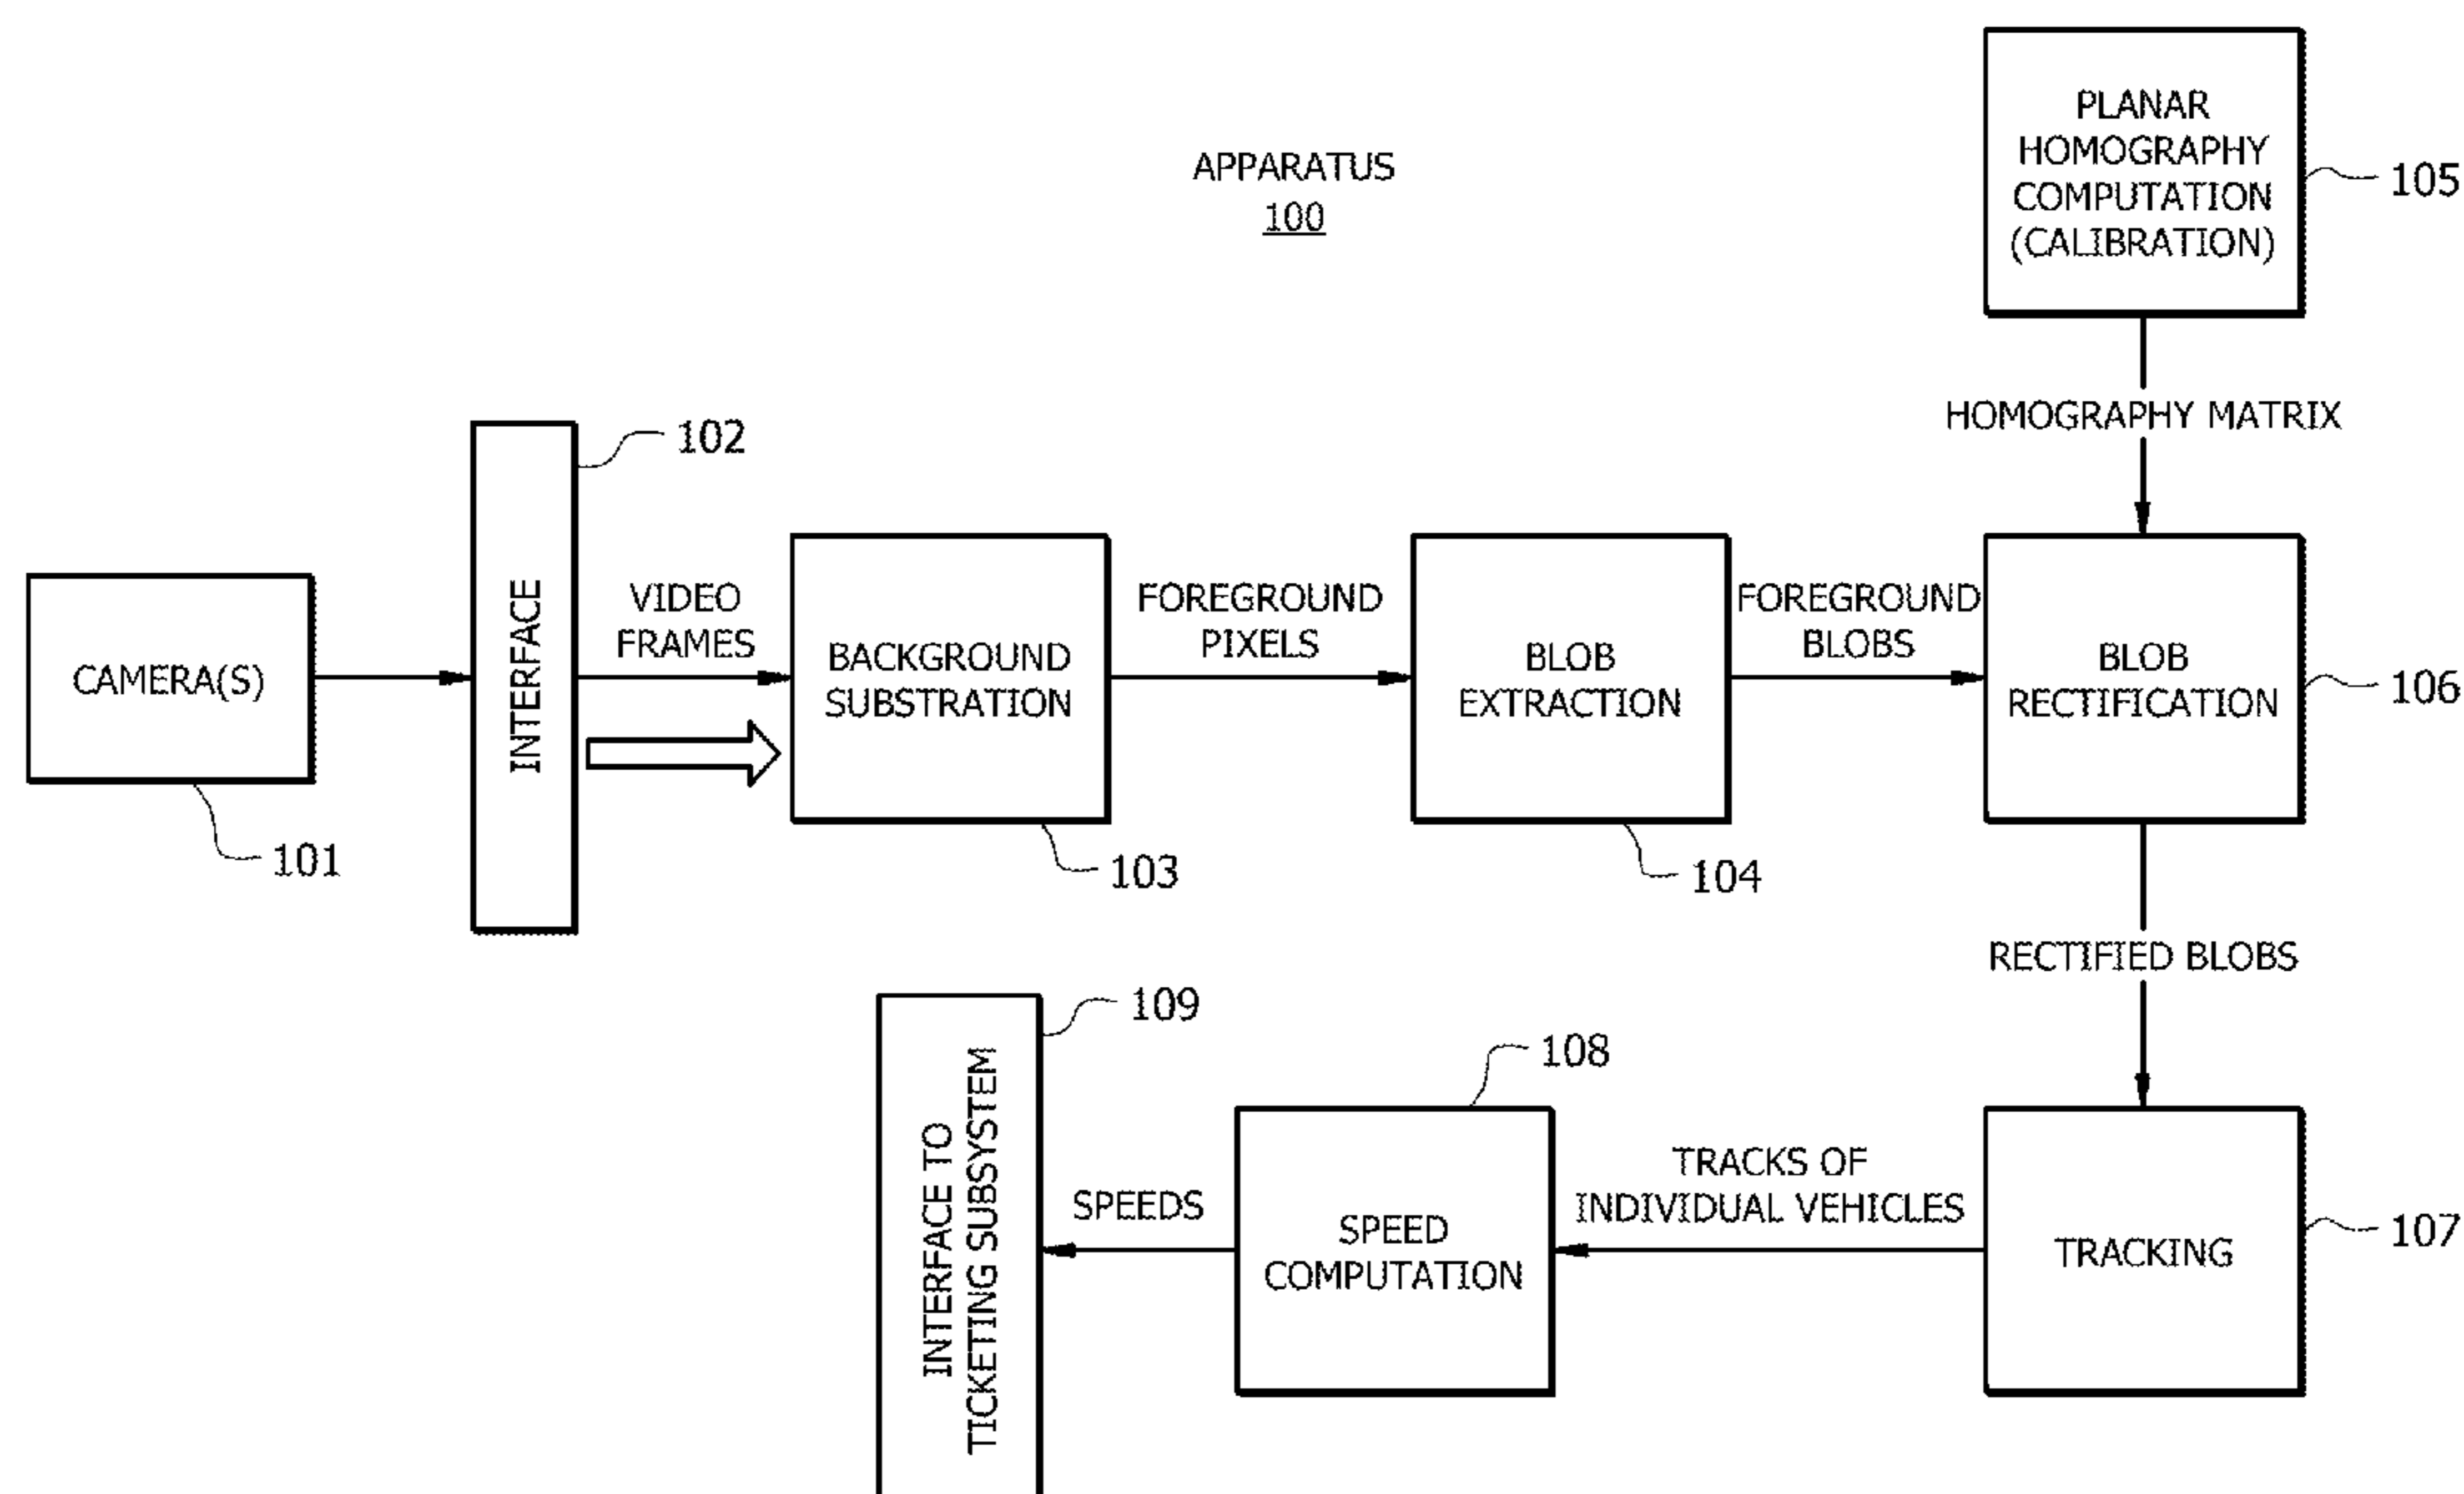 APPARATUS
100
PLANAR
HOMOGRAPHY
COMPUTATION
(CALIBRATION)
105
HOMOGRAPHY MATRIX
102
INTERFACE
CAMERA(S)
101
VIDEO
FRAMES
BACKGROUND
SUBSTRATION
103
FOREGROUND
PIXELS
BLOB
EXTRACTION
104
FOREGROUND
BLOBS
BLOB
RECTIFICATION
106
RECTIFIED BLOBS
TRACKING
107
TRACKS OF
INDIVIDUAL VEHICLES
108
SPEED
COMPUTATION
SPEEDS
109
INTERFACE TO
TICKETING SUBSYSTEM